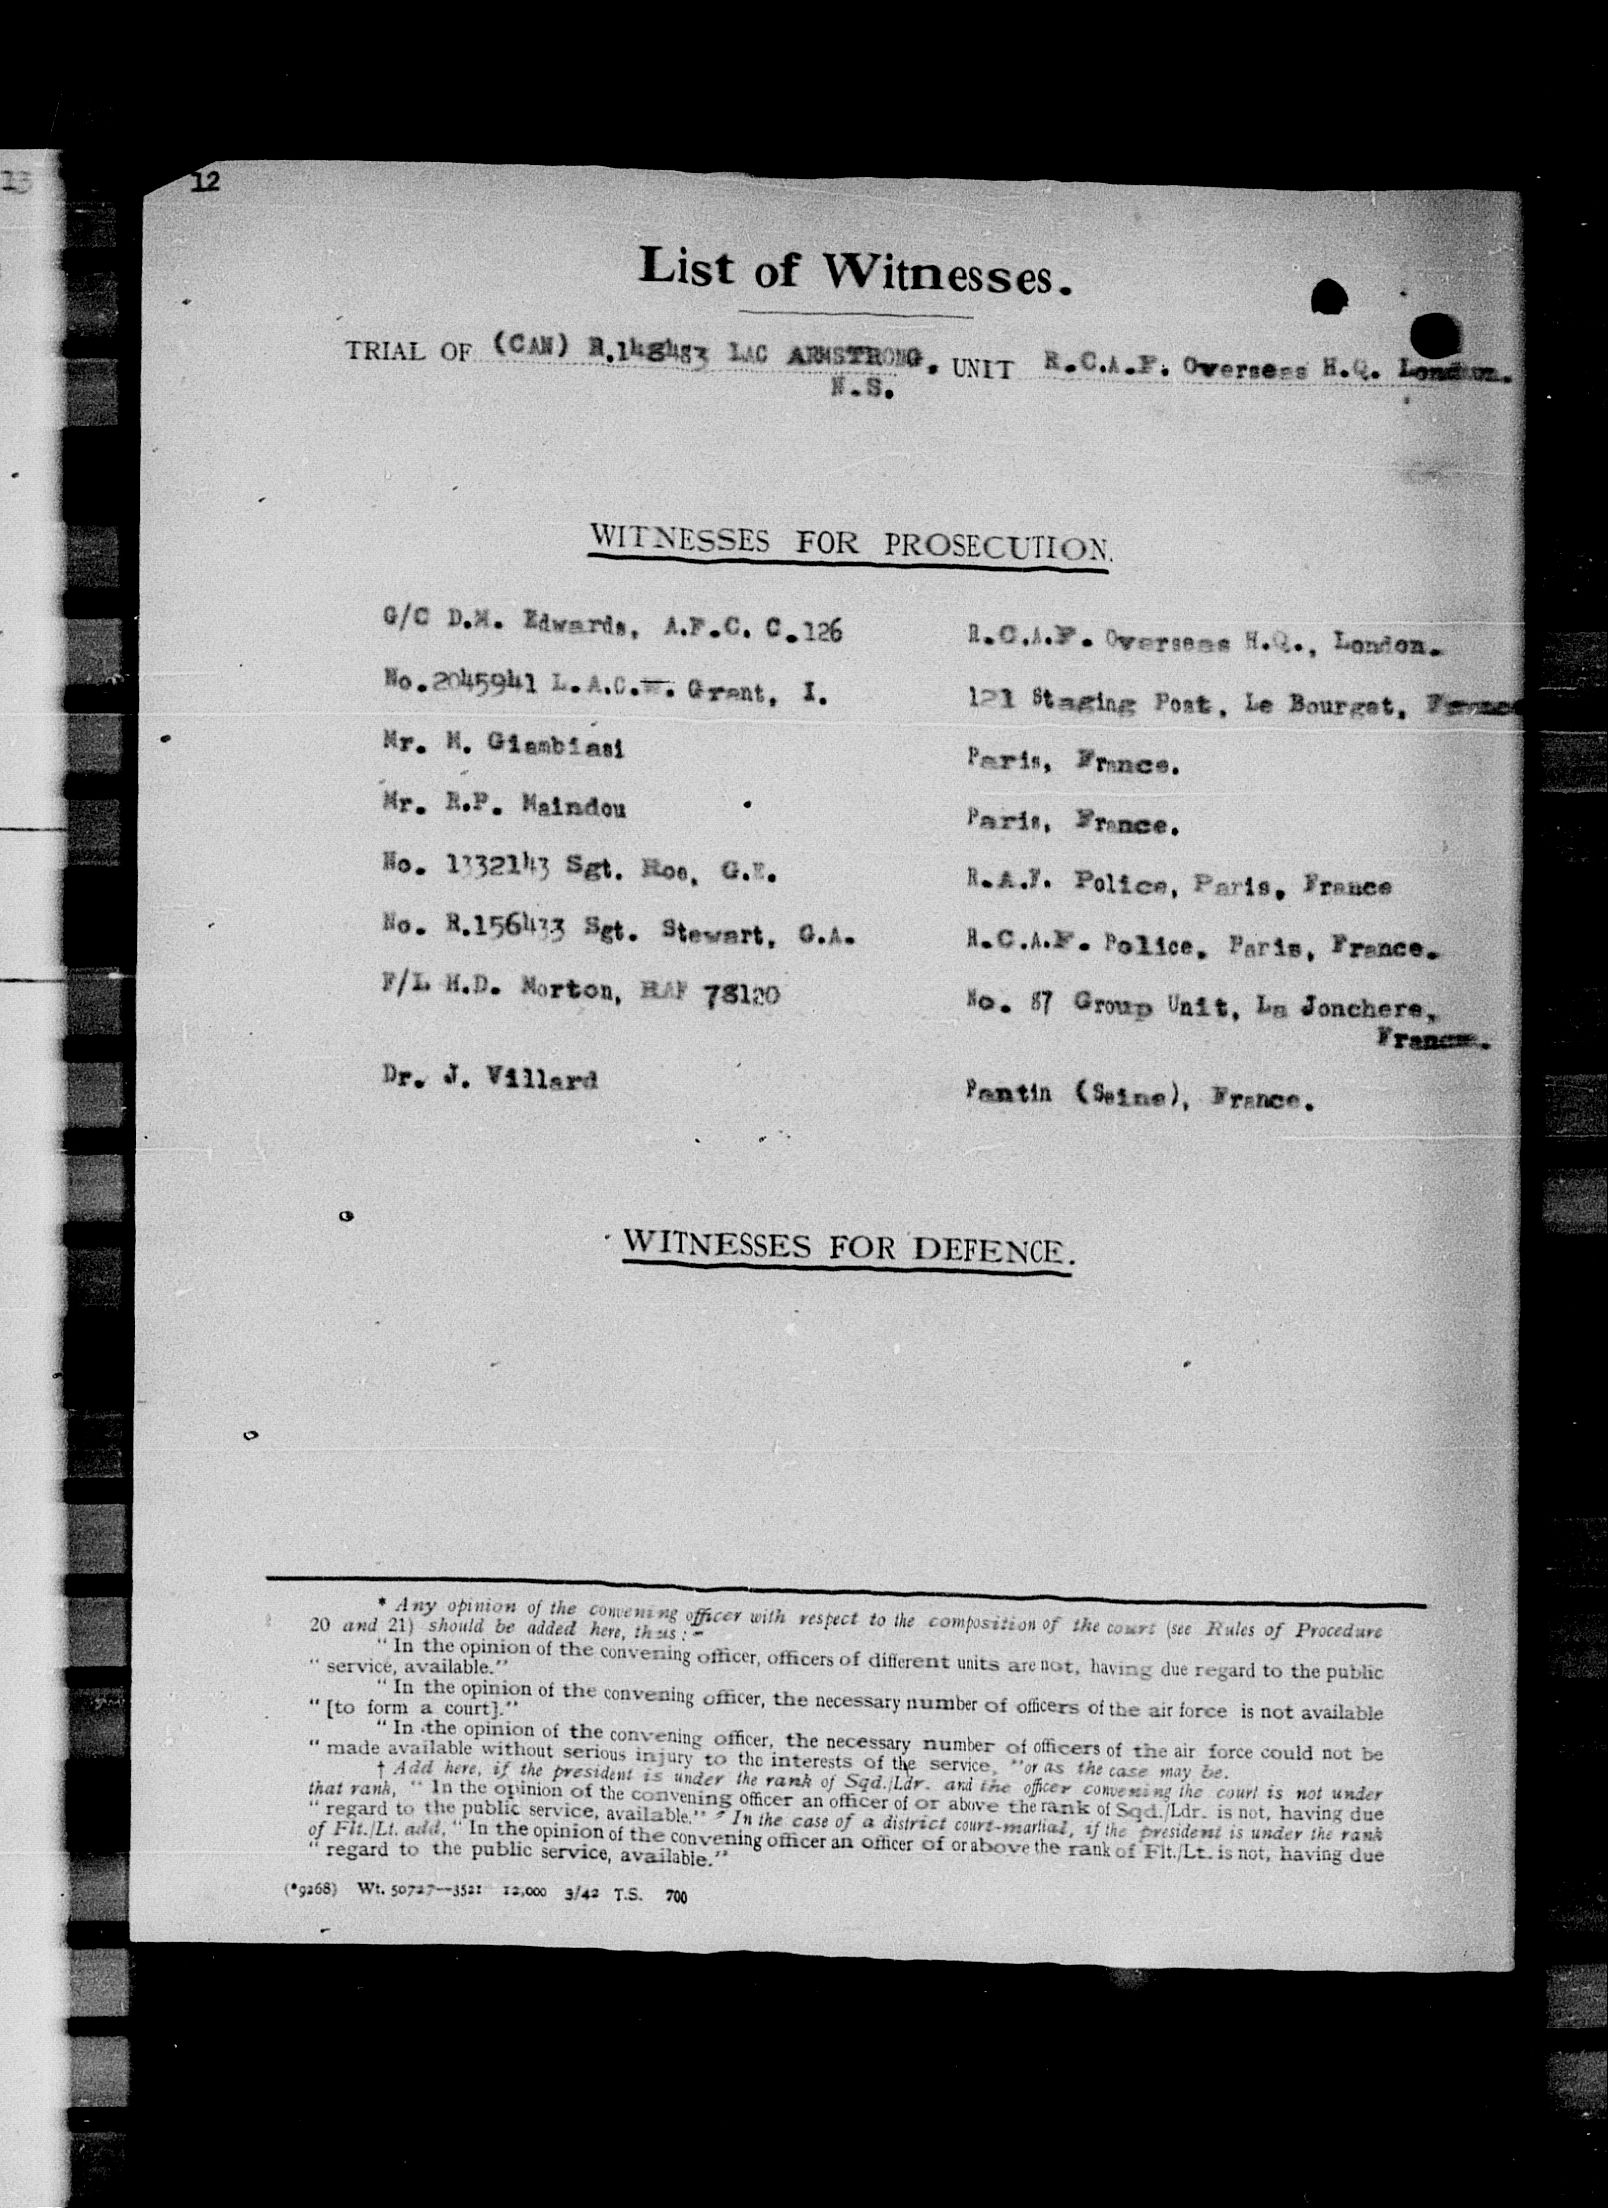 13
12
List of Witnesses.
TRIAL OF (CAN) R.148483 LAC ARMSTRONG, UNIT R.C.A.F. Overseas H.Q. London.
N.S.
WITNESSES FOR PROSECUTION.
G/C D.M. Edwards, A.F.C. C.126 R.C.A.F. Overseas H.Q., London.
No.2045941 L.A.C. Grant, I. 121 Staging Post, Le Bourget, France
Mr. M. Giambiasi Paris, France.
Mr. R.P. Maindou Paris, France.
No. 1332143 Sgt. Roe, G.E. R.A.F. Police, Paris, France
No. R.156433 Sgt. Stewart, G.A. R.C.A.F. Police, Paris, France.
F/L H.D. Morton, RAF 78120 No. 87 Group Unit, La Jonchere,
France.
Dr. J. Villard Pantin (Seine), France.
WITNESSES FOR DEFENCE.
* Any opinion of the convening officer with respect to the composition of the court (see Rules of Procedure
20 and 21) should be added here, thus :—
“ In the opinion of the convening officer, officers of different units are not, having due regard to the public
“ service, available.”
“ In the opinion of the convening officer, the necessary number of officers of the air force is not available
“ [to form a court].”
“ In the opinion of the convening officer, the necessary number of officers of the air force could not be
“ made available without serious injury to the interests of the service, ” or as the case may be.
† Add here, if the president is under the rank of Sqd./Ldr. and the officer convening the court is not under
that rank, “ In the opinion of the convening officer an officer of or above the rank of Sqd./Ldr. is not, having due
“ regard to the public service, available.” In the case of a district court-martial, if the president is under the rank
of Flt./Lt. add, “ In the opinion of the convening officer an officer of or above the rank of Flt./Lt. is not, having due
“ regard to the public service, available.”
(*9268) Wt. 50727—3521 12,000 3/42 T.S. 700